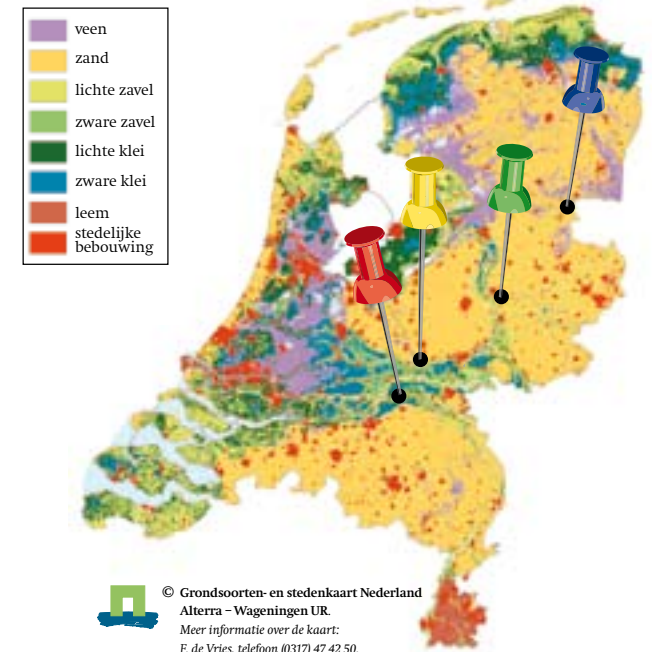 veen
zand
lichte zavel
zware zavel
lichte klei
zware klei
leem
stedelijke
bebouwing
© Grondsoorten- en stedenkaart Nederland
Alterra – Wageningen UR.
Meer informatie over de kaart:
F. de Vries, telefoon (0317) 47 42 50.